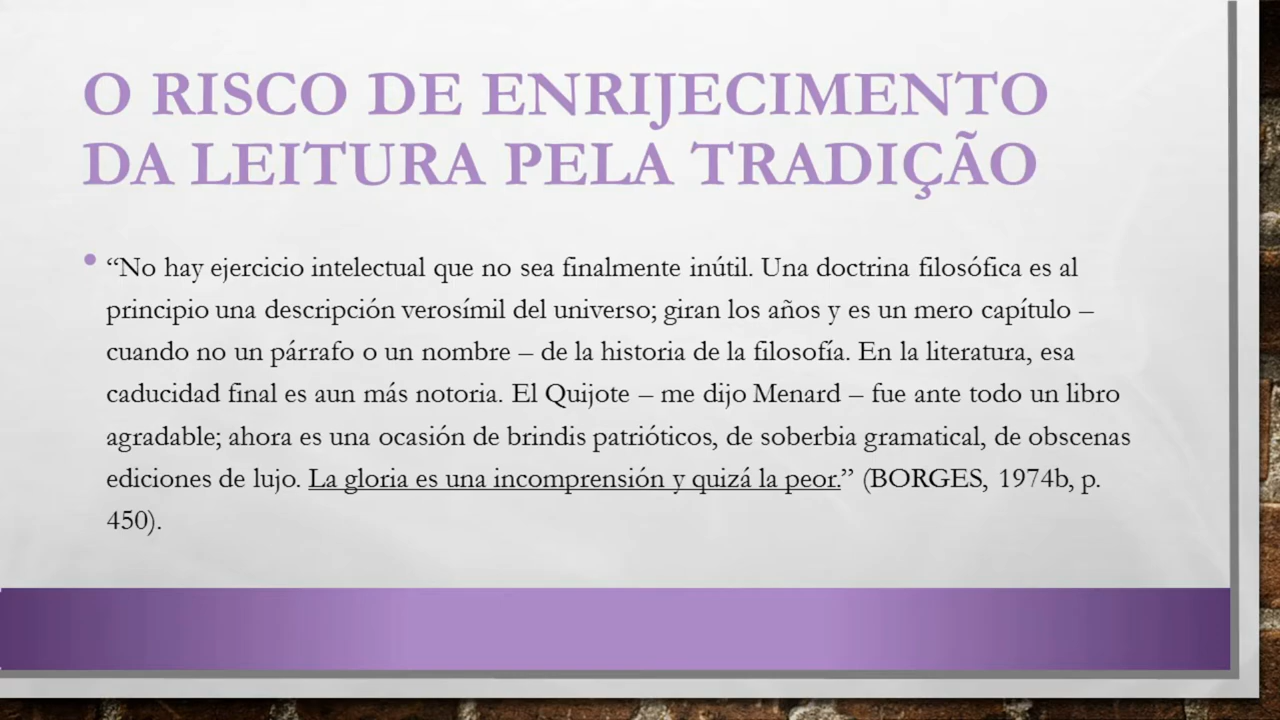 O RISCO DE ENRIJECIMENTO
DA LEITURA PELA TRADIÇÃO
• “No hay ejercicio intelectual que no sea finalmente inútil. Una doctrina filosófica es al
principio una descripción verosímil del universo; giran los años y es un mero capítulo –
cuando no un párrafo o un nombre – de la historia de la filosofía. En la literatura, esa
caducidad final es aun más notoria. El Quijote – me dijo Menard – fue ante todo un libro
agradable; ahora es una ocasión de brindis patrióticos, de soberbia gramatical, de obscenas
ediciones de lujo. La gloria es una incomprensión y quizá la peor.” (BORGES, 1974b, p.
450).